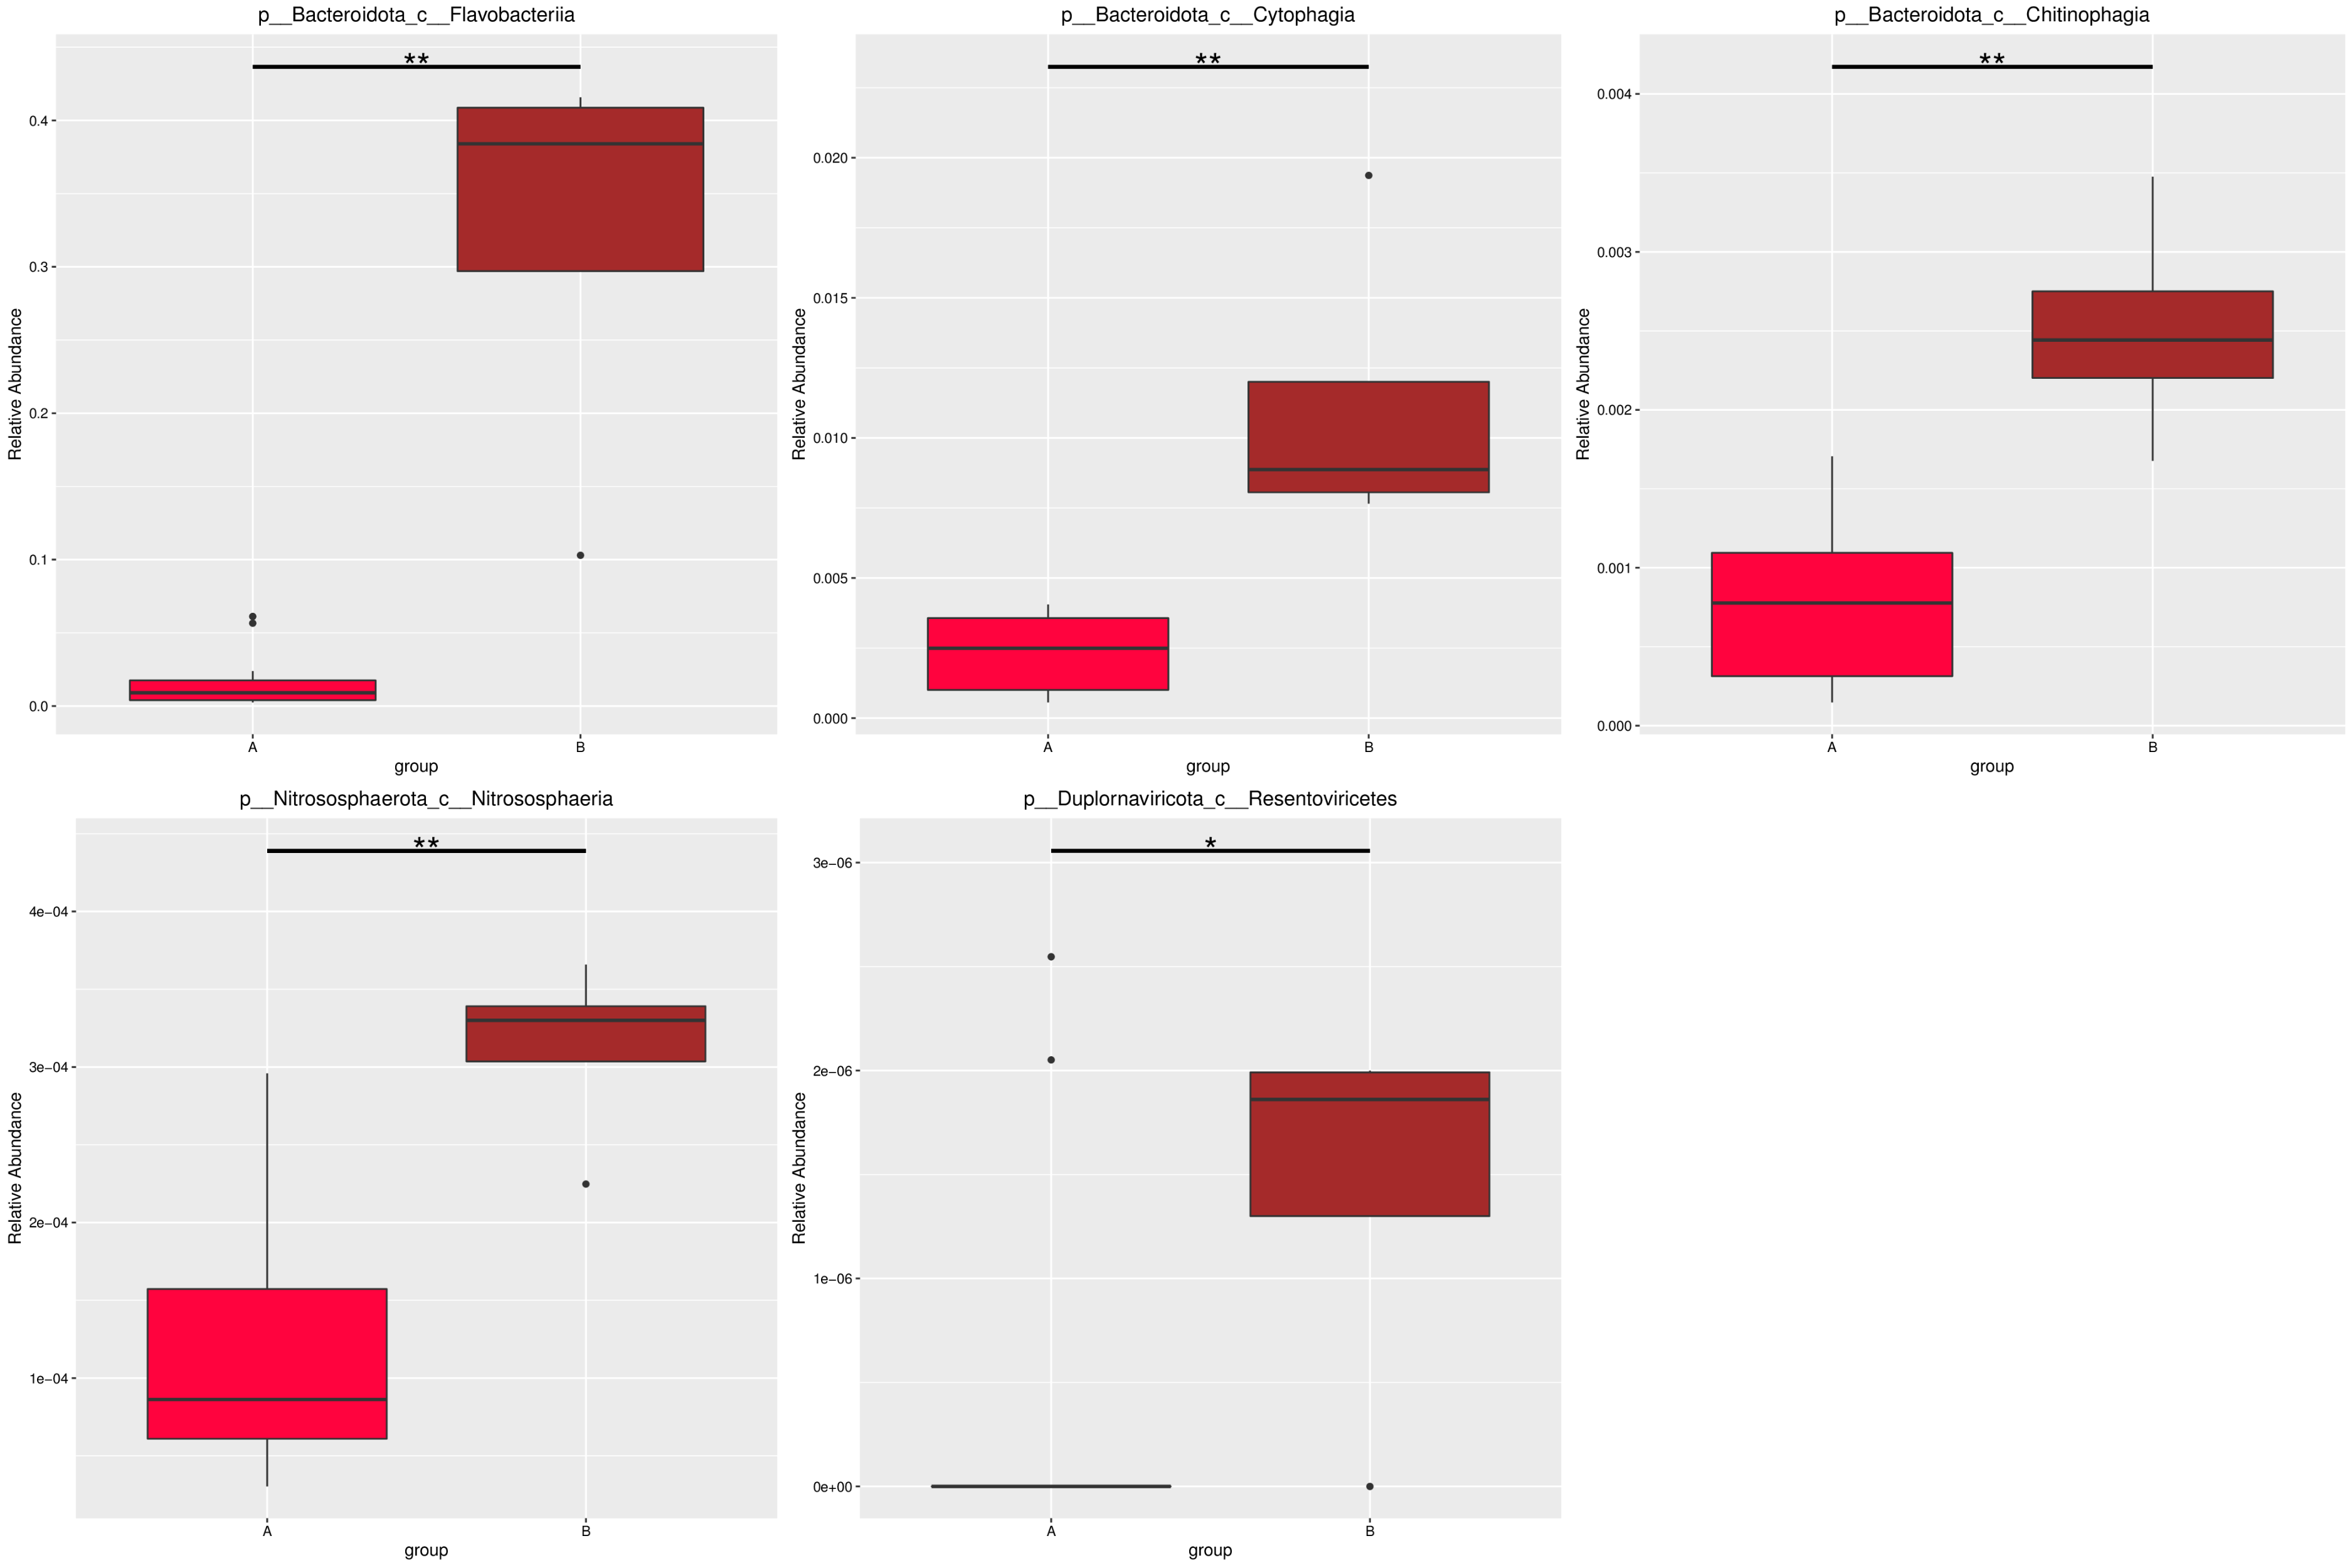 p__Bacteroidota_c__Flavobacteriia
**
Relative Abundance
0.4
0.3
0.2
0.1
0.0
A
B
group
p__Bacteroidota_c__Cytophagia
**
Relative Abundance
0.020
0.015
0.010
0.005
0.000
A
B
group
p__Bacteroidota_c__Chitinophagia
**
Relative Abundance
0.004
0.003
0.002
0.001
0.000
A
B
group
p__Nitrososphaerota_c__Nitrososphaeria
**
Relative Abundance
4e−04
3e−04
2e−04
1e−04
A
B
group
p__Duplornaviricota_c__Resentoviricetes
*
Relative Abundance
3e−06
2e−06
1e−06
0e+00
A
B
group